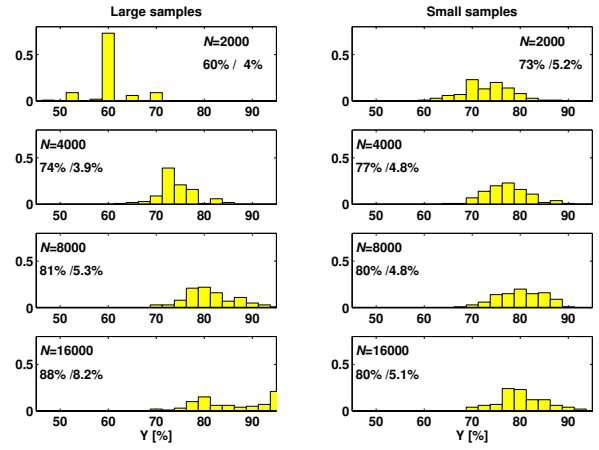 Large samples
Small samples
N=2000
60% / 4%
0.5
0
50 60 70 80 90
N=2000
73% /5.2%
0.5
0
50 60 70 80 90
N=4000
74% /3.9%
0.5
0
50 60 70 80 90
N=4000
77% /4.8%
0.5
0
50 60 70 80 90
N=8000
81% /5.3%
0.5
0
50 60 70 80 90
N=8000
80% /4.8%
0.5
0
50 60 70 80 90
N=16000
88% /8.2%
0.5
0
50 60 70 80 90
Y [%]
N=16000
80% /5.1%
0.5
0
50 60 70 80 90
Y [%]